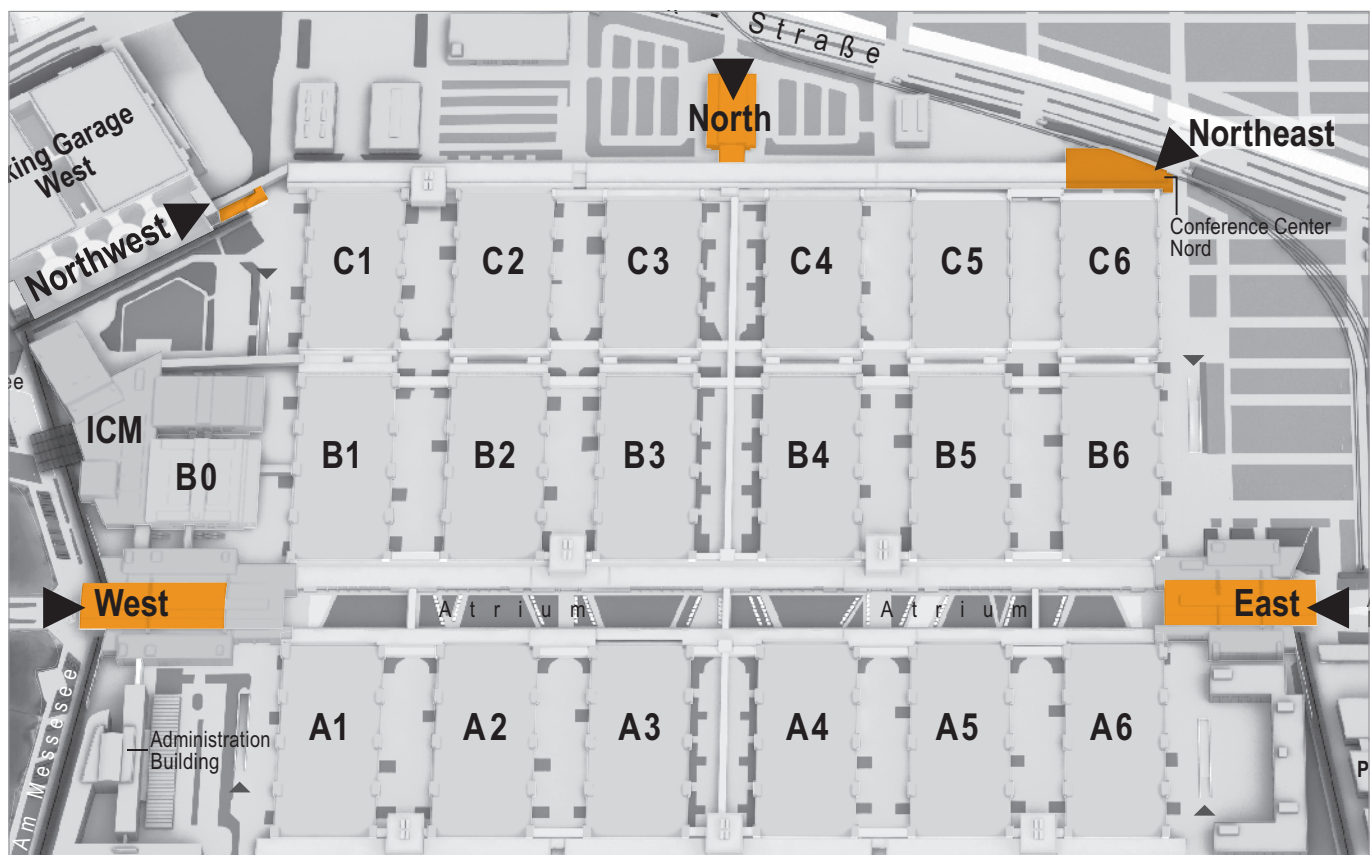 Straße
North
Northeast
king Garage
West
Northwest
Conference Center
Nord
C1
C2
C3
C4
C5
C6
ee
ICM
B0
B1
B2
B3
B4
B5
B6
West
Atrium
Atrium
East
A1
A2
A3
A4
A5
A6
Administration
Building
Am Messesee
P